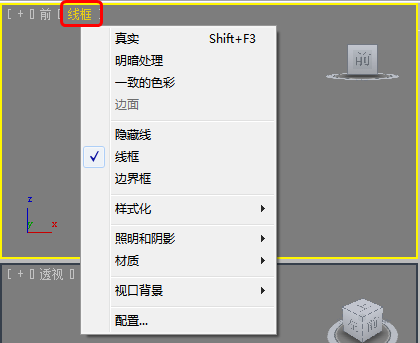 [ + ▯ 前 ▯ 线框
真实 Shift+F3
明暗处理
一致的色彩
边面
隐藏线
线框
边界框
样式化
照明和阴影
材质
视口背景
配置...
前
z
y x
[ + ▯ 透视 ▯
左 前